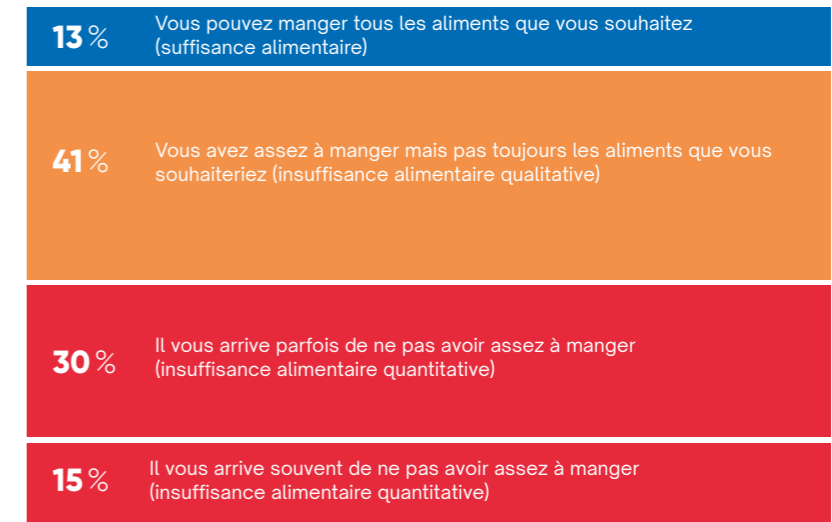 13 %
Vous pouvez manger tous les aliments que vous souhaitez
(suffisance alimentaire)
41 %
Vous avez assez à manger mais pas toujours les aliments que vous
souhaiteriez (insuffisance alimentaire qualitative)
30 %
Il vous arrive parfois de ne pas avoir assez à manger
(insuffisance alimentaire quantitative)
15 %
Il vous arrive souvent de ne pas avoir assez à manger
(insuffisance alimentaire quantitative)